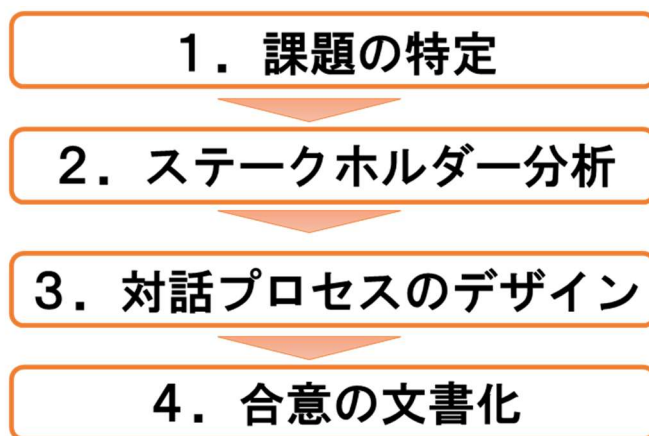 １．課題の特定
２．ステークホルダー分析
３．対話プロセスのデザイン
４．合意の文書化